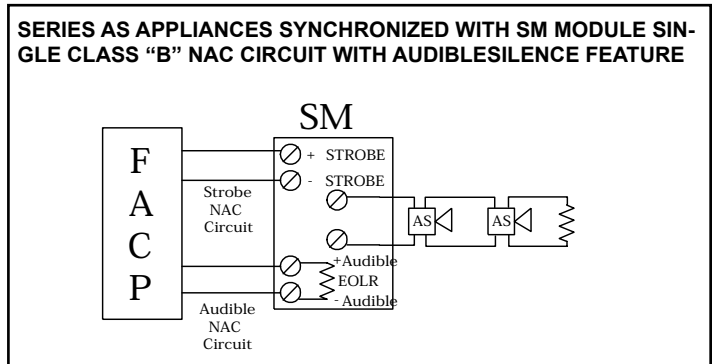 SERIES AS APPLIANCES SYNCHRONIZED WITH SM MODULE SIN-
GLE CLASS “B” NAC CIRCUIT WITH AUDIBLESILENCE FEATURE
SM
F
A
C
P
+ STROBE
- STROBE
Strobe
NAC
Circuit
AS
AS
+Audible
EOLR
- Audible
Audible
NAC
Circuit